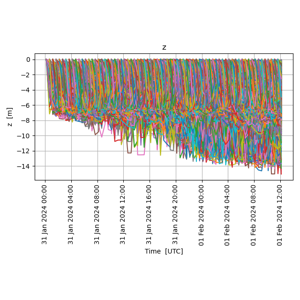 z
0
−2
−4
−6
−8
−10
−12
−14
z [m]
31 Jan 2024 00:00
31 Jan 2024 04:00
31 Jan 2024 08:00
31 Jan 2024 12:00
31 Jan 2024 16:00
31 Jan 2024 20:00
01 Feb 2024 00:00
01 Feb 2024 04:00
01 Feb 2024 08:00
01 Feb 2024 12:00
Time [UTC]